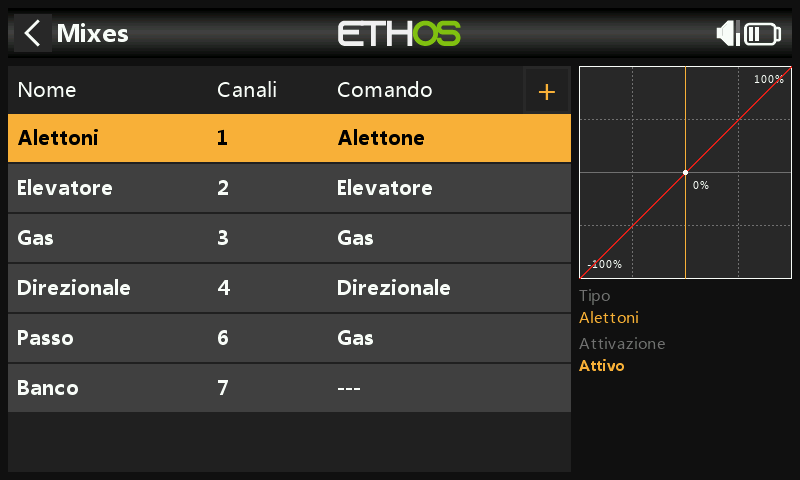 Mixes
ETHOS
Nome Canali Comando +
Alettoni 1 Alettone
Elevatore 2 Elevatore
Gas 3 Gas
Direzionale 4 Direzionale
Passo 6 Gas
Banco 7 ---
100%
0%
-100%
Tipo
Alettoni
Attivazione
Attivo